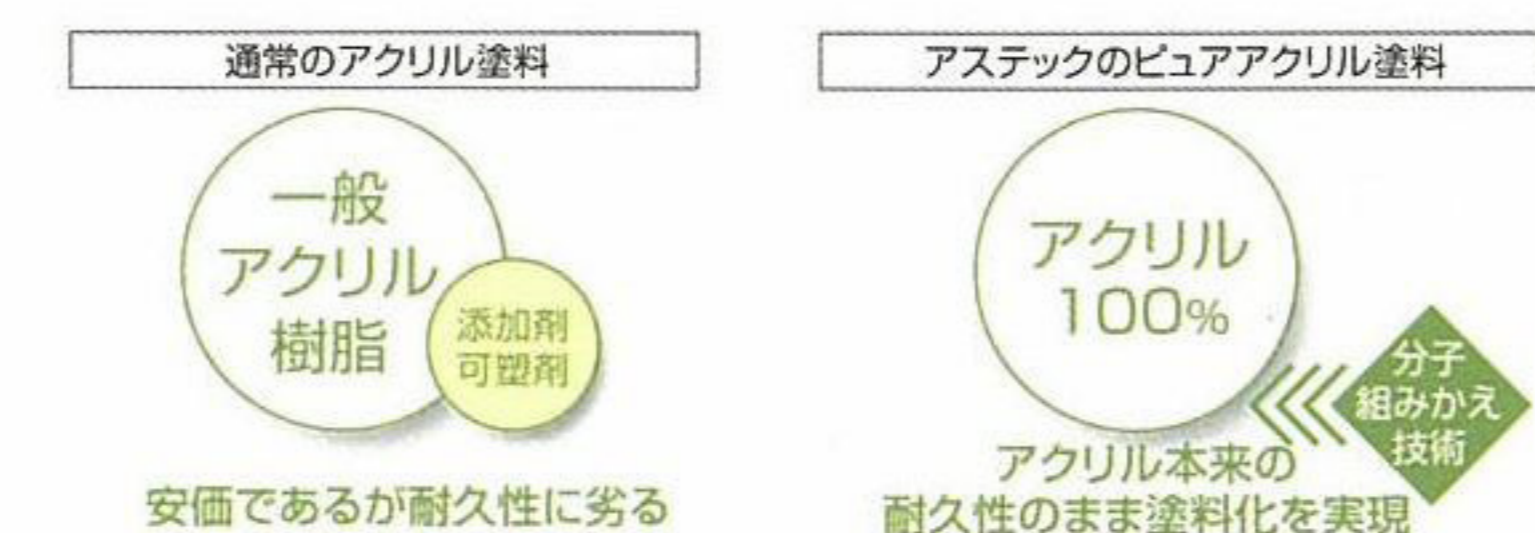 通常のアクリル塗料
一般
アクリル
樹脂
添加剤
可塑剤
安価であるが耐久性に劣る
アステックのピュアアクリル塗料
アクリル
100%
分子
組みかえ
技術
アクリル本来の
耐久性のまま塗料化を実現